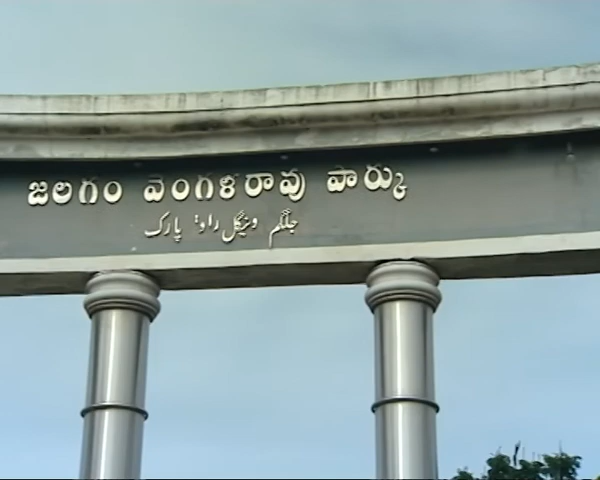 జలగం వెంగళరావు పార్కు
جلگم وینگل راو پارک